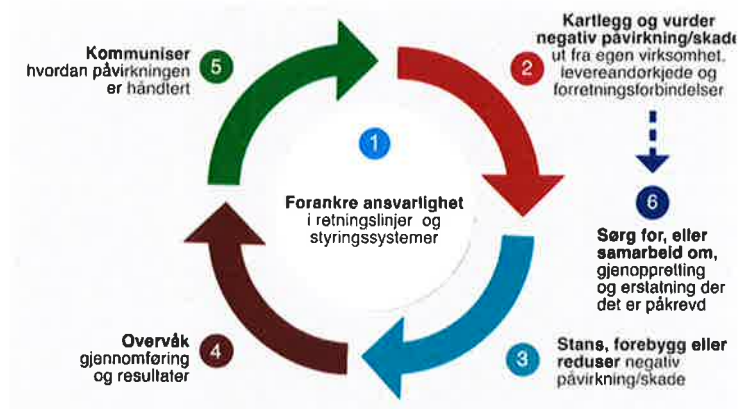 1
Forankre ansvarlighet
i retningslinjer og
styringssystemer
2
Kartlegg og vurder
negativ påvirkning/skade
ut fra egen virksomhet,
levereandorkjede og
forretningsforbindelser
3
Stans, forebygg eller
reduser negativ
påvirkning/skade
4
Overvåk
gjennomføring
og resultater
5
Kommuniser
hvordan påvirkningen
er håndtert
6
Sørg for, eller
samarbeid om,
gjenoppretting
og erstatning der
det er påkrevd